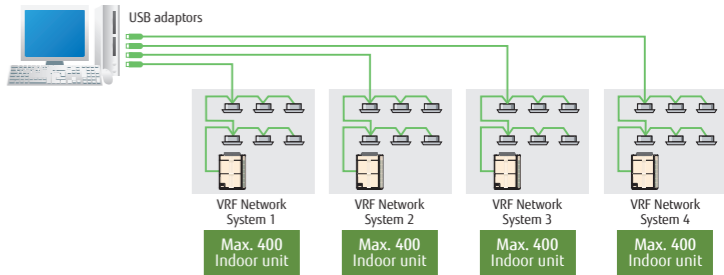 USB adaptors
VRF Network
System 1
VRF Network
System 2
VRF Network
System 3
VRF Network
System 4
Max. 400
Indoor unit
Max. 400
Indoor unit
Max. 400
Indoor unit
Max. 400
Indoor unit